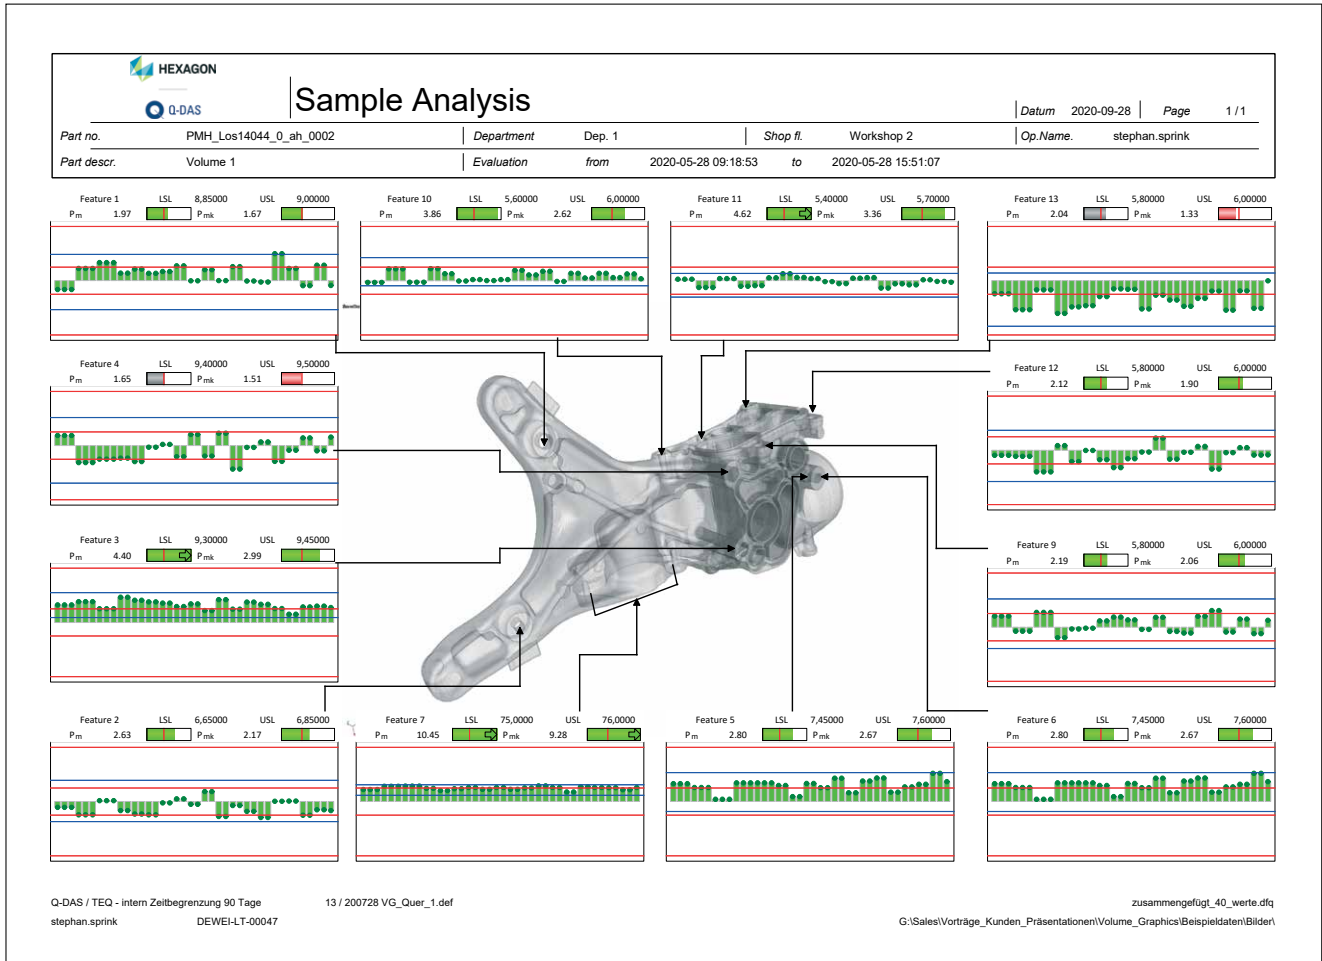 HEXAGON
Q-DAS
Sample Analysis
Datum 2020-09-28 Page 1 / 1
Part no. PMH_Los14044_0_ah_0002 Department Dep. 1 Shop fl. Workshop 2 Op.Name. stephan.sprink
Part descr. Volume 1 Evaluation from 2020-05-28 09:18:53 to 2020-05-28 15:51:07
Feature 1 LSL 8,85000 USL 9,00000
Pm 1.97 Pmk 1.67
Feature 10 LSL 5,60000 USL 6,00000
Pm 3.86 Pmk 2.62
Feature 11 LSL 5,40000 USL 5,70000
Pm 4.62 Pmk 3.36
Feature 13 LSL 5,80000 USL 6,00000
Pm 2.04 Pmk 1.33
Feature 4 LSL 9,40000 USL 9,50000
Pm 1.65 Pmk 1.51
Feature 12 LSL 5,80000 USL 6,00000
Pm 2.12 Pmk 1.90
Feature 3 LSL 9,30000 USL 9,45000
Pm 4.40 Pmk 2.99
Feature 9 LSL 5,80000 USL 6,00000
Pm 2.19 Pmk 2.06
Feature 2 LSL 6,65000 USL 6,85000
Pm 2.63 Pmk 2.17
Feature 7 LSL 75,0000 USL 76,0000
Pm 10.45 Pmk 9.28
Feature 5 LSL 7,45000 USL 7,60000
Pm 2.80 Pmk 2.67
Feature 6 LSL 7,45000 USL 7,60000
Pm 2.80 Pmk 2.67
Q-DAS / TEQ - intern Zeitbegrenzung 90 Tage 13 / 200728 VG_Quer_1.def zusammengefügt_40_werte.dfq
stephan.sprink DEWEI-LT-00047 G:\Sales\Vorträge_Kunden_Präsentationen\Volume_Graphics\Beispieldaten\Bilder\